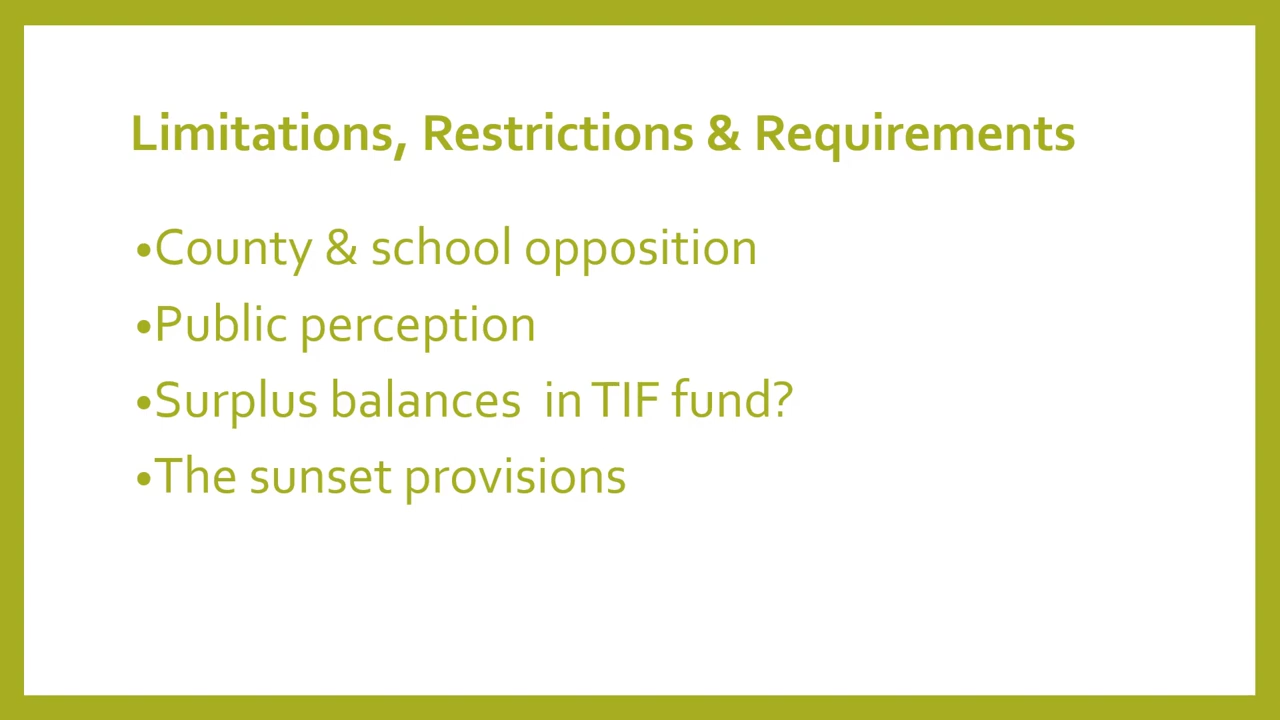 Limitations, Restrictions & Requirements
•County & school opposition
•Public perception
•Surplus balances  in TIF fund?
•The sunset provisions